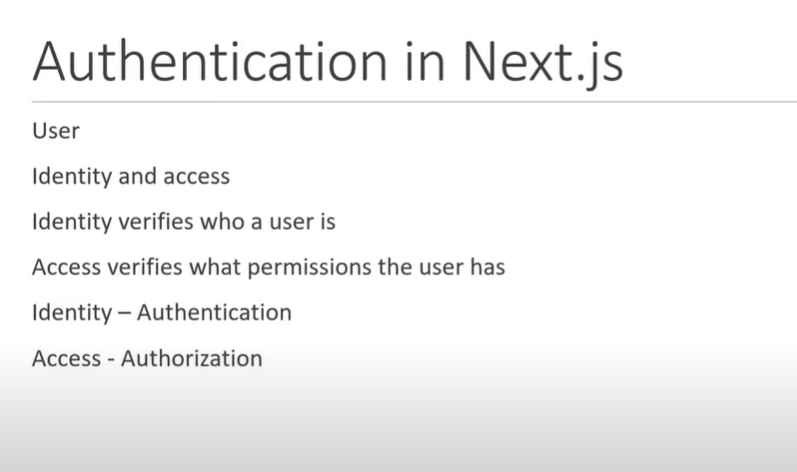 Authentication in Next.js
User
Identity and access
Identity verifies who a user is
Access verifies what permissions the user has
Identity – Authentication
Access - Authorization